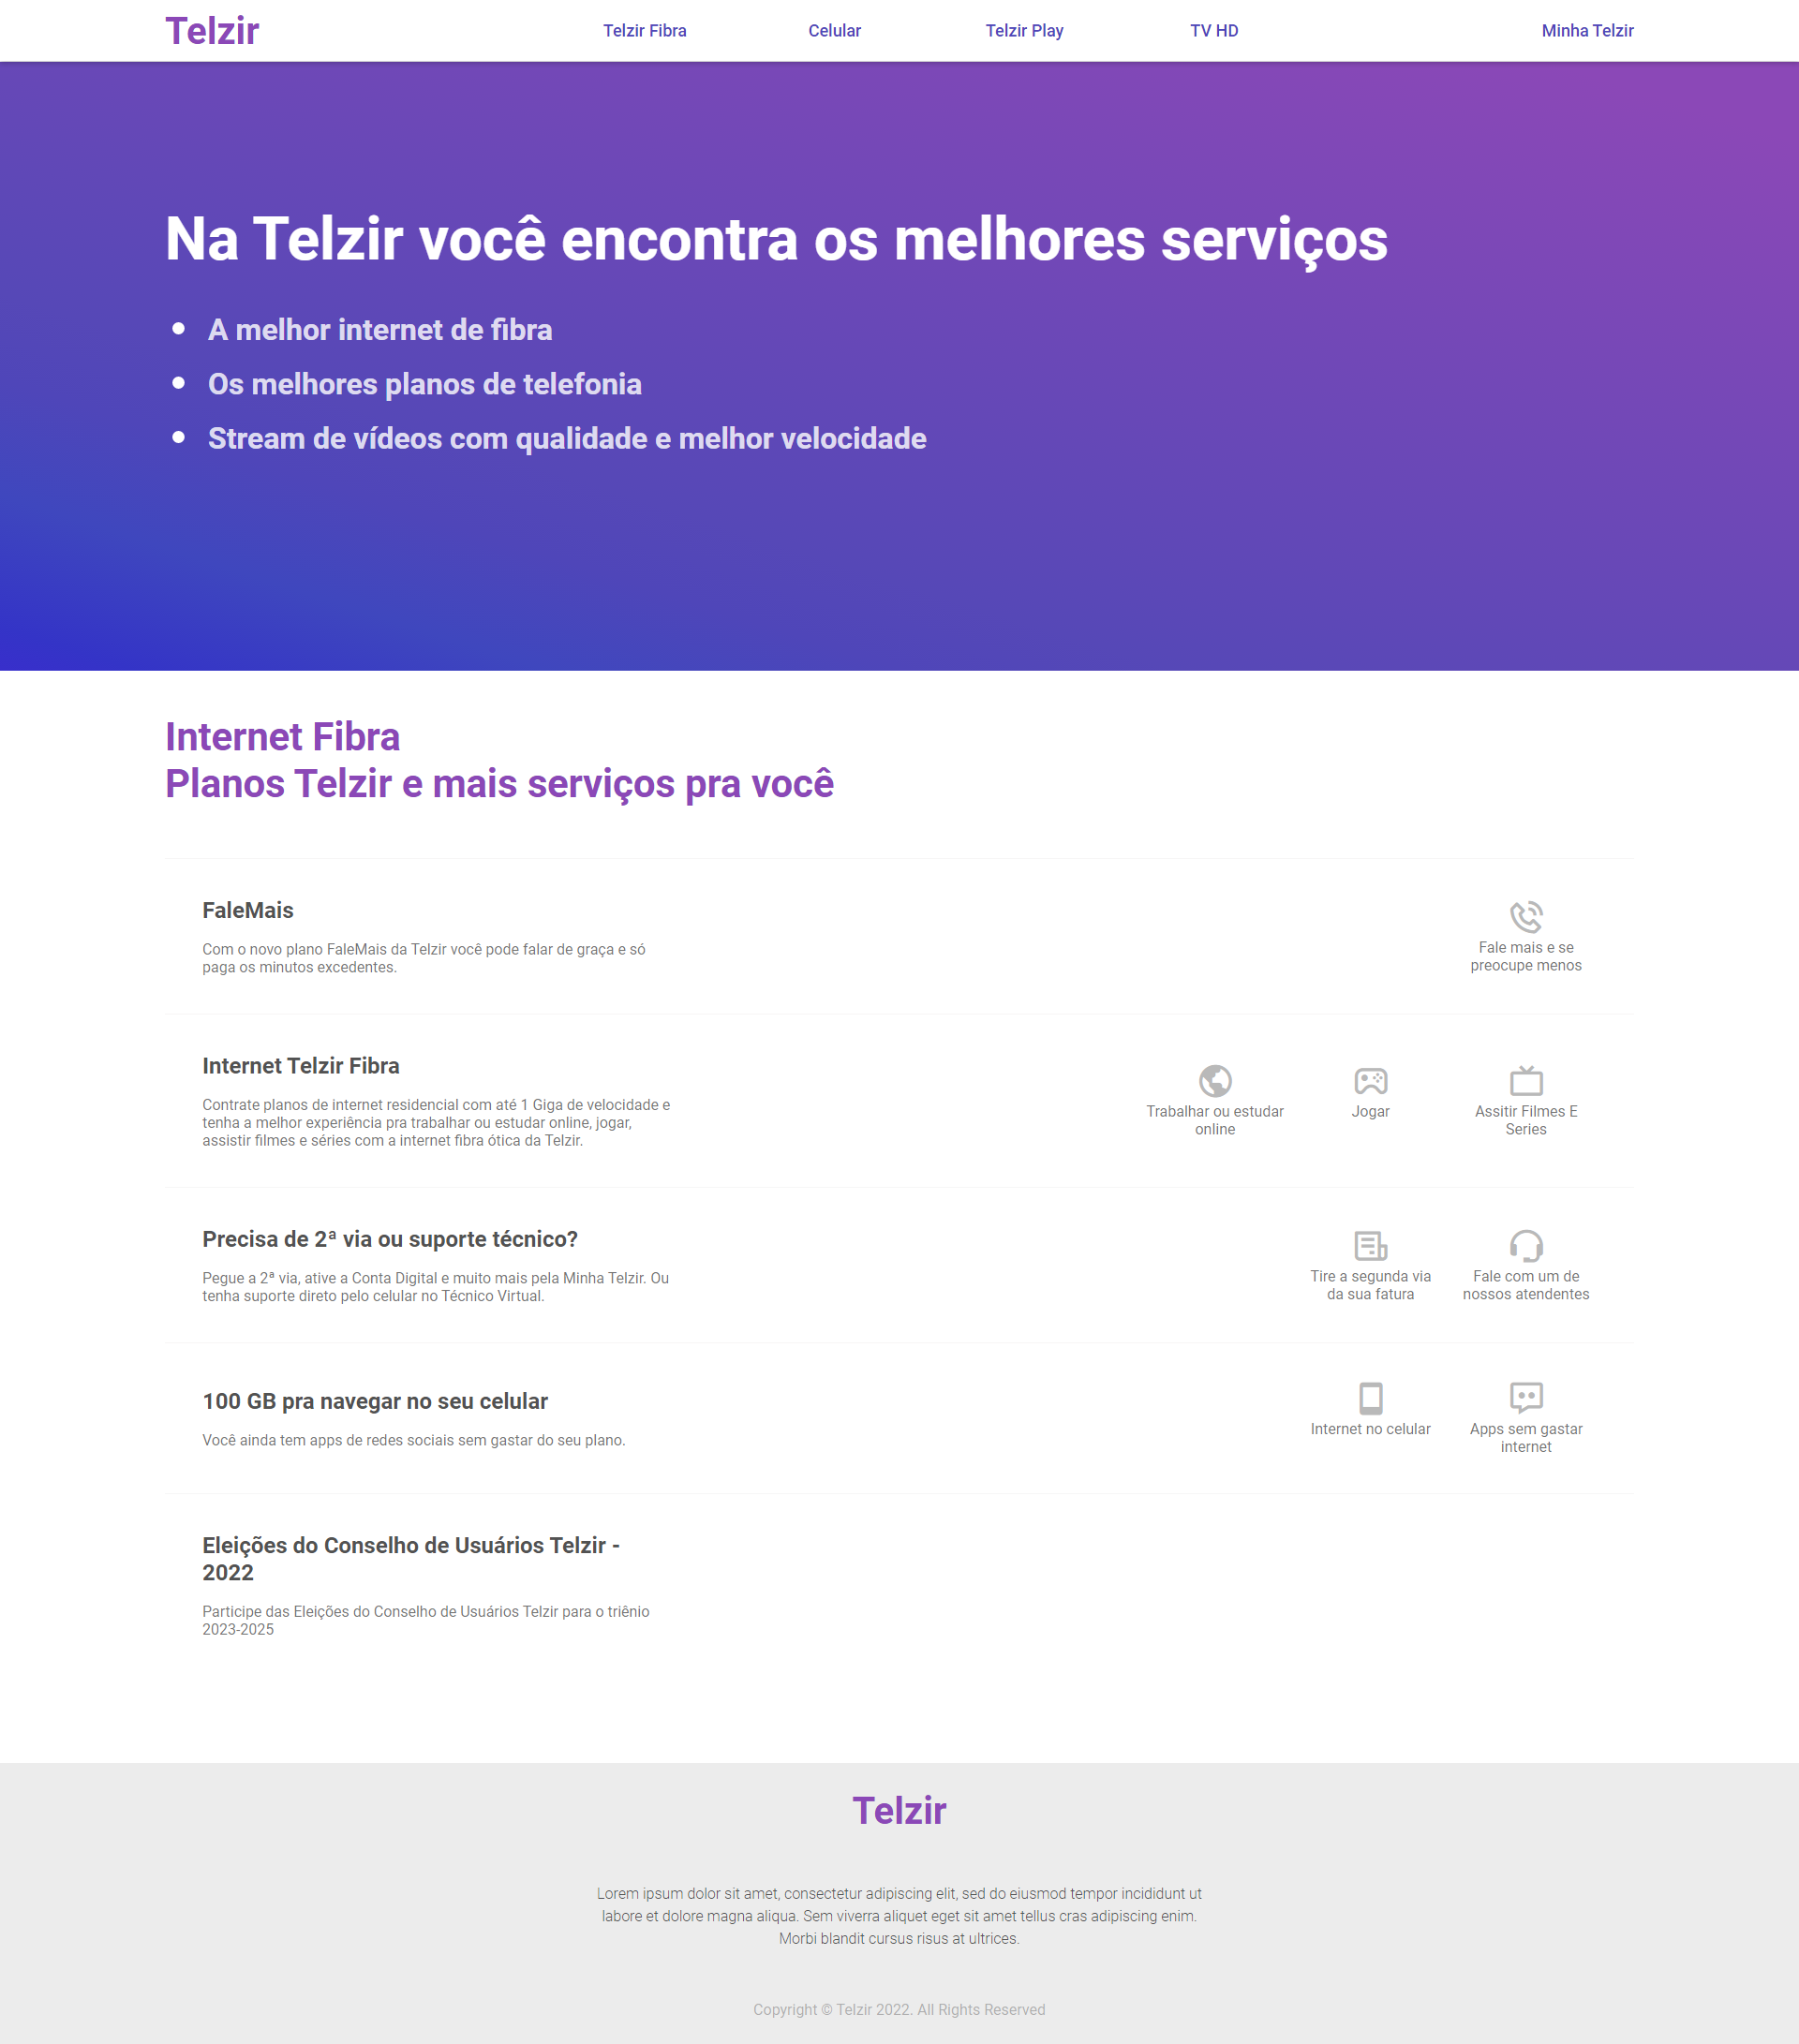 Telzir
Telzir Fibra
Celular
Telzir Play
TV HD
Minha Telzir
Na Telzir você encontra os melhores serviços
A melhor internet de fibra
Os melhores planos de telefonia
Stream de vídeos com qualidade e melhor velocidade
Internet Fibra
Planos Telzir e mais serviços pra você
FaleMais
Com o novo plano FaleMais da Telzir você pode falar de graça e só
paga os minutos excedentes.
Fale mais e se
preocupe menos
Internet Telzir Fibra
Contrate planos de internet residencial com até 1 Giga de velocidade e
tenha a melhor experiência pra trabalhar ou estudar online, jogar,
assistir filmes e séries com a internet fibra ótica da Telzir.
Trabalhar ou estudar
online
Jogar
Assitir Filmes E
Series
Precisa de 2ª via ou suporte técnico?
Pegue a 2ª via, ative a Conta Digital e muito mais pela Minha Telzir. Ou
tenha suporte direto pelo celular no Técnico Virtual.
Tire a segunda via
da sua fatura
Fale com um de
nossos atendentes
100 GB pra navegar no seu celular
Você ainda tem apps de redes sociais sem gastar do seu plano.
Internet no celular
Apps sem gastar
internet
Eleições do Conselho de Usuários Telzir -
2022
Participe das Eleições do Conselho de Usuários Telzir para o triênio
2023-2025
Telzir
Lorem ipsum dolor sit amet, consectetur adipiscing elit, sed do eiusmod tempor incididunt ut
labore et dolore magna aliqua. Sem viverra aliquet eget sit amet tellus cras adipiscing enim.
Morbi blandit cursus risus at ultrices.
Copyright © Telzir 2022. All Rights Reserved